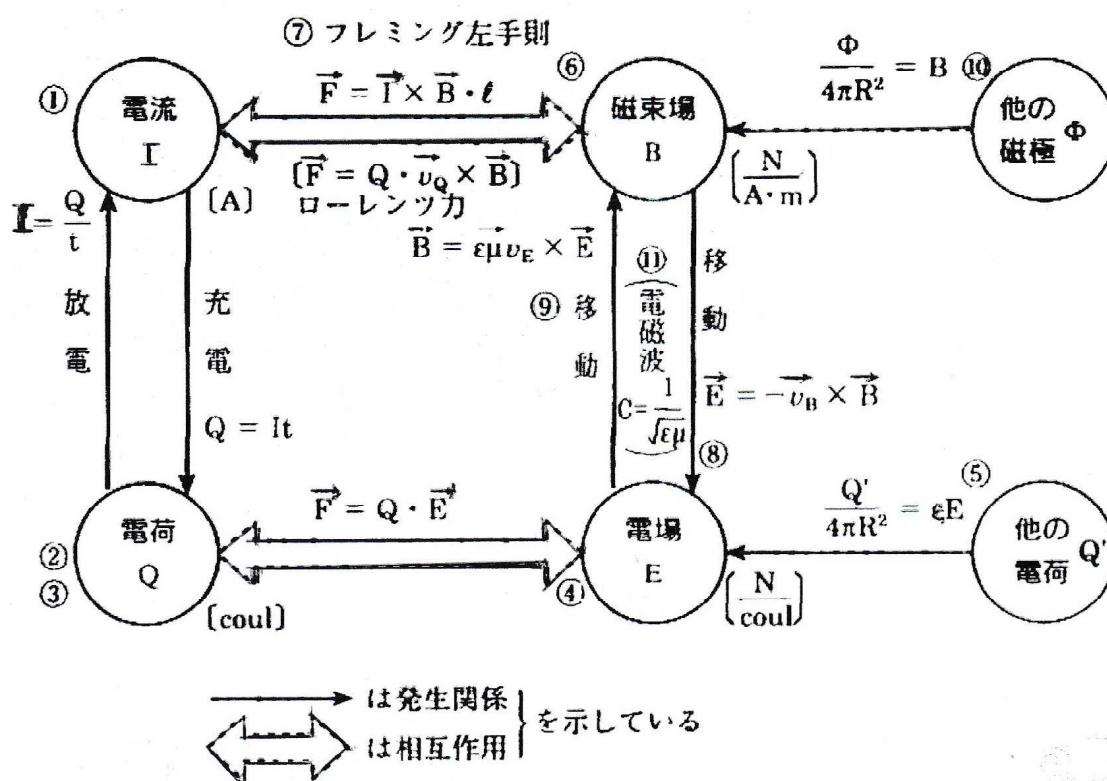 ⑦ フレミング左手則
① 電流 I 〔A〕
F⃗ = I⃗ × B⃗・ℓ
〔F⃗ = Q・v⃗_Q × B⃗〕
ローレンツ力
⑥ 磁束場 B 〔N/A・m〕
Φ/4πR² = B ⑩
他の磁極 Φ
I = Q/t
放電
充電
Q = It
B⃗ = εμv⃗_E × E⃗
⑨ 移動
⑪
(電磁波 C = 1/√εμ)
移動
E⃗ = −v⃗_B × B⃗
⑧
②
③
電荷 Q 〔coul〕
F⃗ = Q・E⃗
④ 電場 E 〔N/coul〕
Q'/4πR² = εE ⑤
他の電荷 Q'
は発生関係
は相互作用
を示している